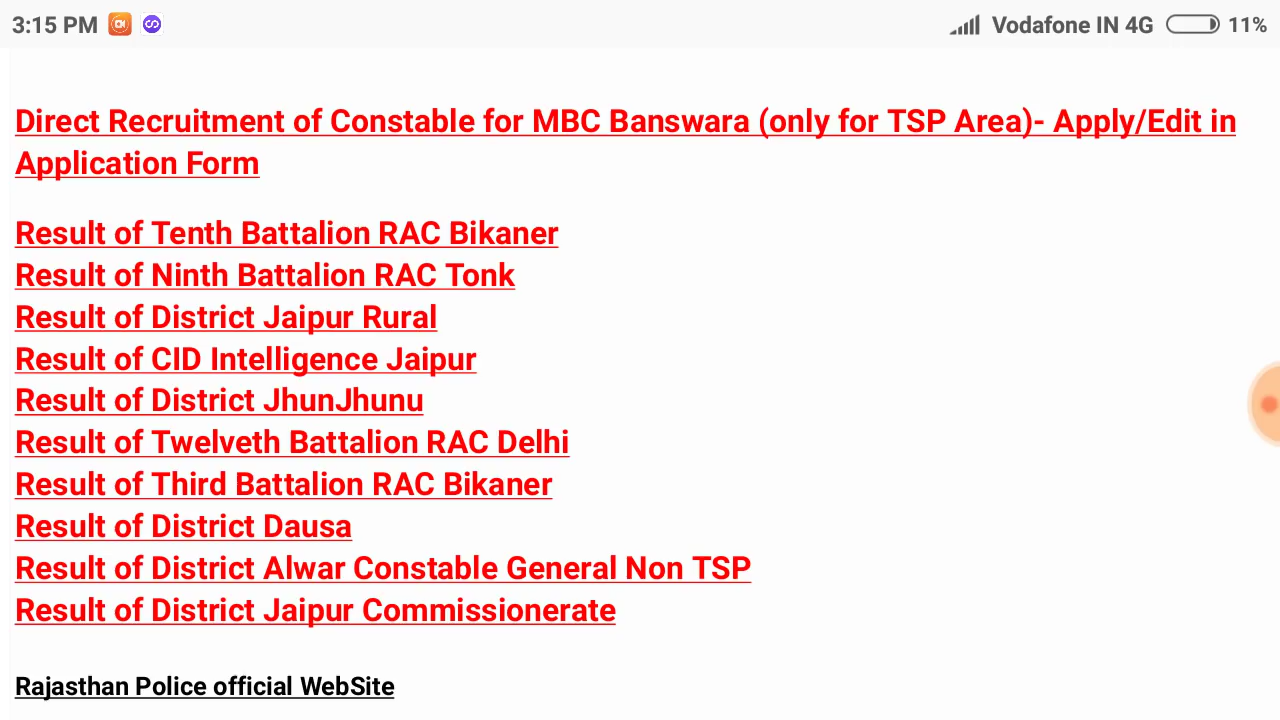 3:15 PM Vodafone IN 4G 11%
Direct Recruitment of Constable for MBC Banswara (only for TSP Area)- Apply/Edit in
Application Form
Result of Tenth Battalion RAC Bikaner
Result of Ninth Battalion RAC Tonk
Result of District Jaipur Rural
Result of CID Intelligence Jaipur
Result of District JhunJhunu
Result of Twelveth Battalion RAC Delhi
Result of Third Battalion RAC Bikaner
Result of District Dausa
Result of District Alwar Constable General Non TSP
Result of District Jaipur Commissionerate
Rajasthan Police official WebSite